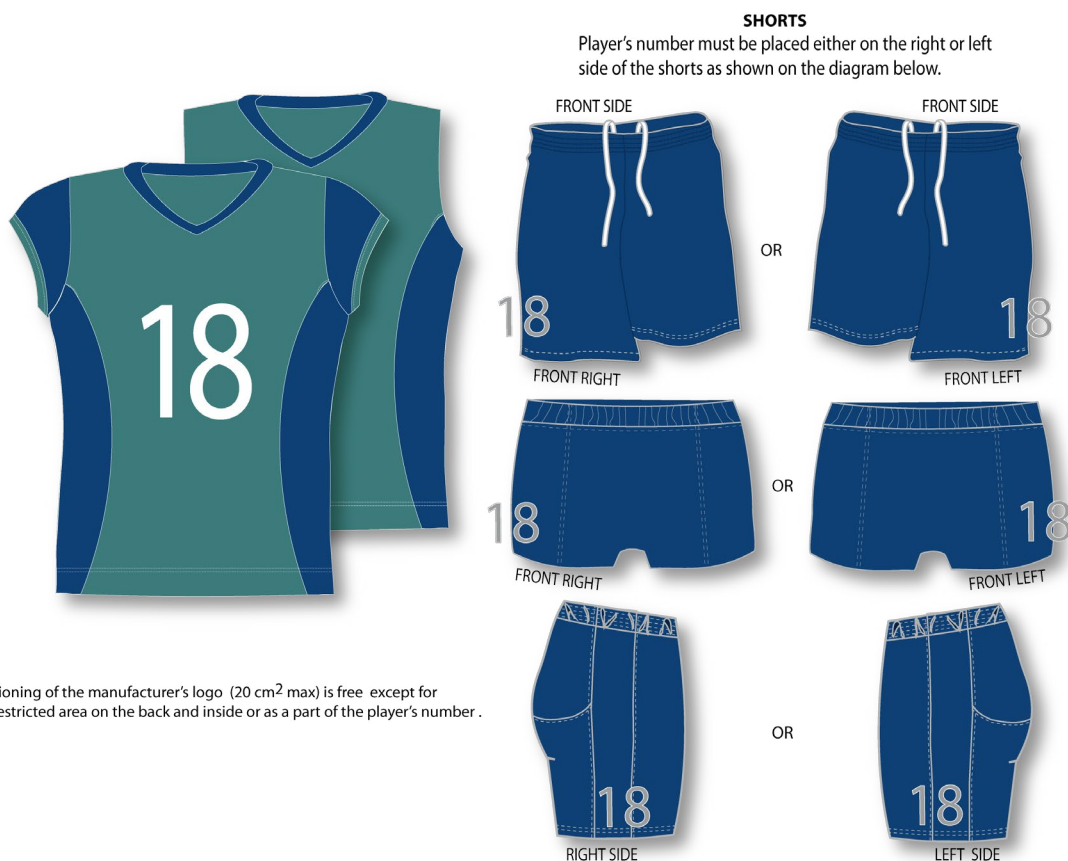 SHORTS
Player's number must be placed either on the right or left
side of the shorts as shown on the diagram below.
FRONT SIDE
FRONT SIDE
18
OR
18
18
FRONT RIGHT
FRONT LEFT
18
OR
18
FRONT RIGHT
FRONT LEFT
ioning of the manufacturer's logo (20 cm2 max) is free except for
estricted area on the back and inside or as a part of the player's number .
OR
18
18
RIGHT SIDE
LEFT SIDE